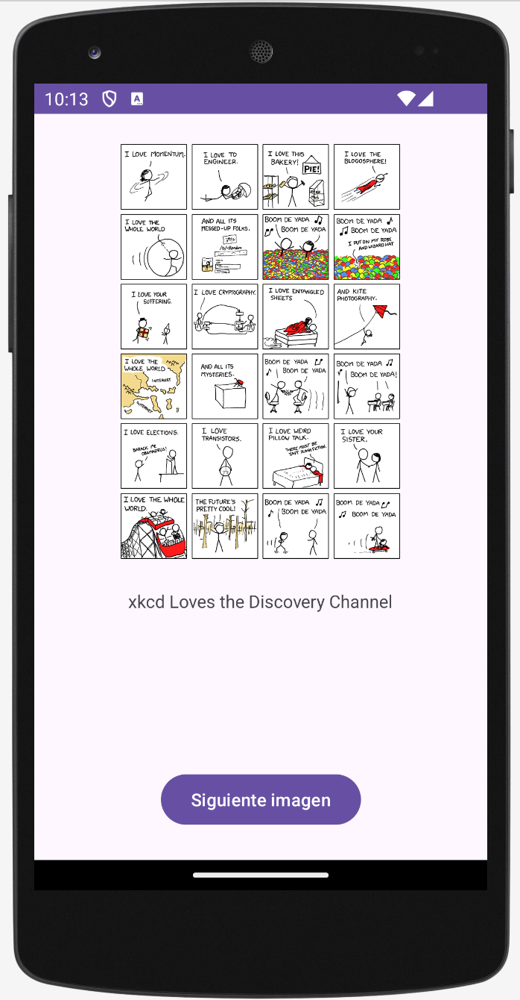 10:13
A
I LOVE MOMENTUM.
I LOVE TO
ENGINEER.
I LOVE THIS
BAKERY!
PIE!
I LOVE THE
BLOGOSPHERE!
I LOVE THE
WHOLE WORLD
AND ALL ITS
MESSED-UP FOLKS.
BOOM DE YADA
BOOM DE YADA
BOOM DE YADA
BOOM DE YADA
I PUT ON MY ROBE
AND WIZARD HAT
I LOVE YOUR
SUFFERING.
I LOVE CRYPTOGRAPHY.
I LOVE ENTANGLED
SHEETS
AND KITE
PHOTOGRAPHY.
I LOVE THE
WHOLE WORLD
INTERNET
INTERNET
AND ALL ITS
MYSTERIES.
BOOM DE YADA
BOOM DE YADA
BOOM DE YADA
BOOM DE YADA!
I LOVE ELECTIONS.
BARACK ME
OBAMADEUS!
I LOVE
TRANSISTORS.
I LOVE WEIRD
PILLOW TALK.
THERE MUST BE
TAFT SLASHFICTION.
I LOVE YOUR
SISTER.
I LOVE THE WHOLE
WORLD.
THE FUTURE'S
PRETTY COOL!
BOOM DE YADA
BOOM DE YADA
BOOM DE YADA
BOOM DE YADA
xkcd Loves the Discovery Channel
Siguiente imagen